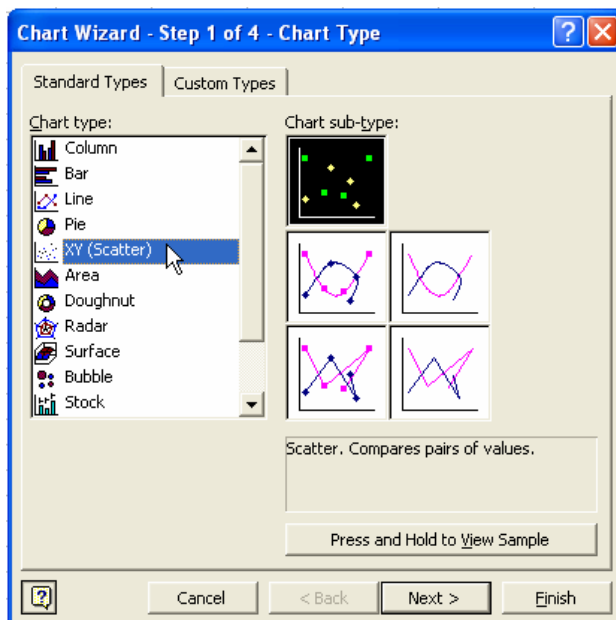 Chart Wizard - Step 1 of 4 - Chart Type
Standard Types
Custom Types
Chart type:
Column
Bar
Line
Pie
XY (Scatter)
Area
Doughnut
Radar
Surface
Bubble
Stock
Chart sub-type:
Scatter. Compares pairs of values.
Press and Hold to View Sample
Cancel
< Back
Next >
Finish